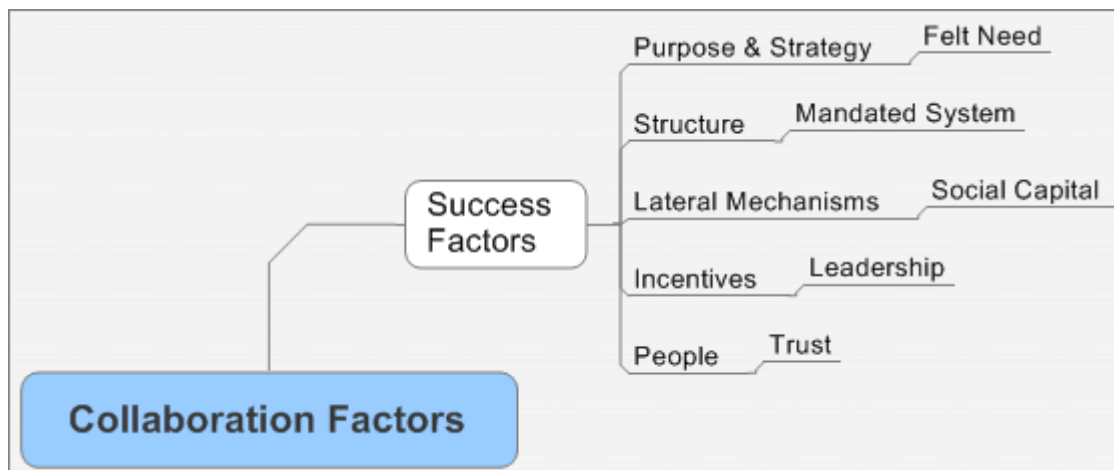 Purpose & Strategy
Felt Need
Structure
Mandated System
Success
Factors
Lateral Mechanisms
Social Capital
Incentives
Leadership
People
Trust
Collaboration Factors